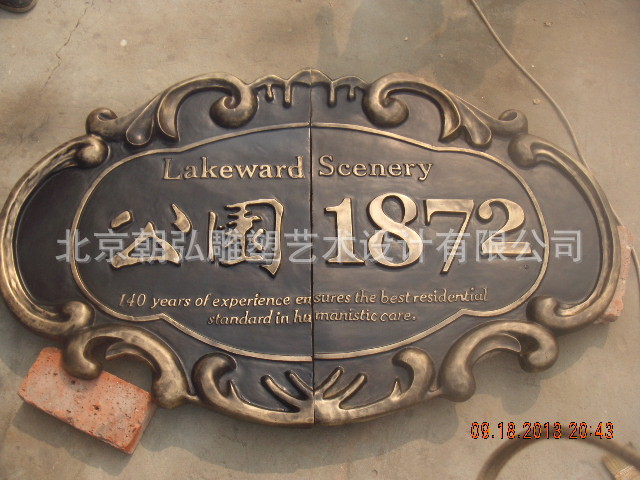 Lakeward Scenery
公園 1872
北京朝弘雕塑艺术设计有限公司
140 years of experience ensures the best residential
standard in humanistic care.
09.18.2013 20:43